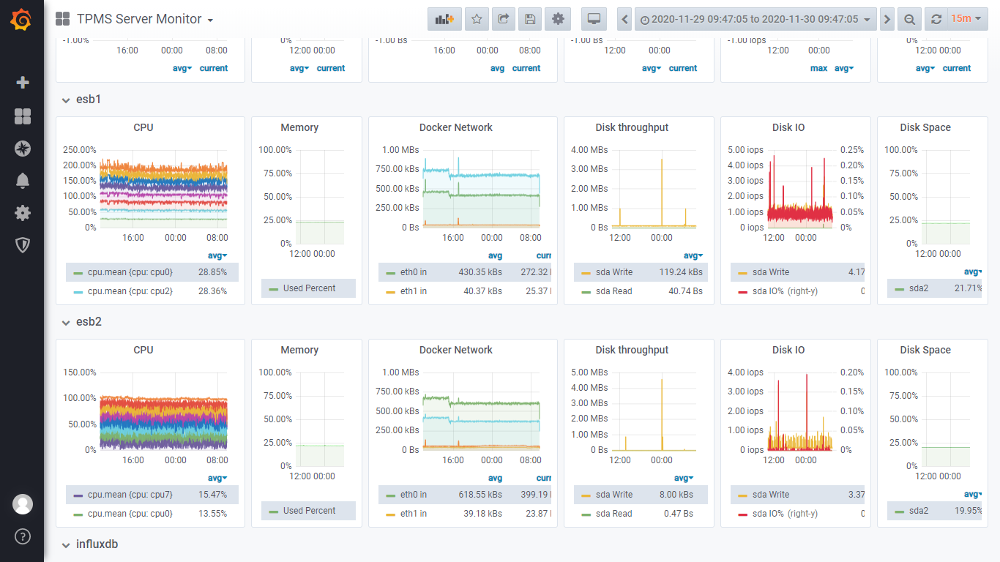 TPMS Server Monitor
2020-11-29 09:47:05 to 2020-11-30 09:47:05
15m
-1.00% 0% -1.00 Bs -1.00 Bs -1.00 iops 0%
16:00 00:00 08:00 12:00 00:00 16:00 00:00 08:00 12:00 00:00 12:00 00:00 12:00 00:00
avg current avg current avg current avg current max avg avg current
esb1
CPU
250.00%
200.00%
150.00%
100.00%
50.00%
0%
16:00 00:00 08:00
avg
cpu.mean {cpu: cpu0} 28.85%
cpu.mean {cpu: cpu2} 28.36%
Memory
100.00%
75.00%
50.00%
25.00%
0%
12:00 00:00
Used Percent
Docker Network
1.00 MBs
750.00 kBs
500.00 kBs
250.00 kBs
0 Bs
16:00 00:00 08:00
avg curr
eth0 in 430.35 kBs 272.32
eth1 in 40.37 kBs 25.37
Disk throughput
4.00 MBs
3.00 MBs
2.00 MBs
1.00 MBs
0 Bs
12:00 00:00
avg
sda Write 119.24 kBs
sda Read 40.74 Bs
Disk IO
5.00 iops 0.25%
4.00 iops 0.20%
3.00 iops 0.15%
2.00 iops 0.10%
1.00 iops 0.05%
0 iops 0%
12:00 00:00
sda Write 4.17
sda IO% (right-y) 0
Disk Space
100.00%
75.00%
50.00%
25.00%
0%
12:00 00:00
avg
sda2 21.71%
esb2
CPU
150.00%
100.00%
50.00%
0%
16:00 00:00 08:00
avg
cpu.mean {cpu: cpu7} 15.47%
cpu.mean {cpu: cpu0} 13.55%
Memory
100.00%
75.00%
50.00%
25.00%
0%
12:00 00:00
Used Percent
Docker Network
1.00 MBs
750.00 kBs
500.00 kBs
250.00 kBs
0 Bs
16:00 00:00 08:00
avg curr
eth0 in 618.55 kBs 399.19
eth1 in 39.18 kBs 23.87
Disk throughput
5.00 MBs
4.00 MBs
3.00 MBs
2.00 MBs
1.00 MBs
0 Bs
12:00 00:00
avg
sda Write 8.00 kBs
sda Read 0.47 Bs
Disk IO
4.00 iops 0.20%
3.00 iops 0.15%
2.00 iops 0.10%
1.00 iops 0.05%
0 iops 0%
12:00 00:00
sda Write 3.37
sda IO% (right-y) 0
Disk Space
100.00%
75.00%
50.00%
25.00%
0%
12:00 00:00
avg
sda2 19.95%
influxdb